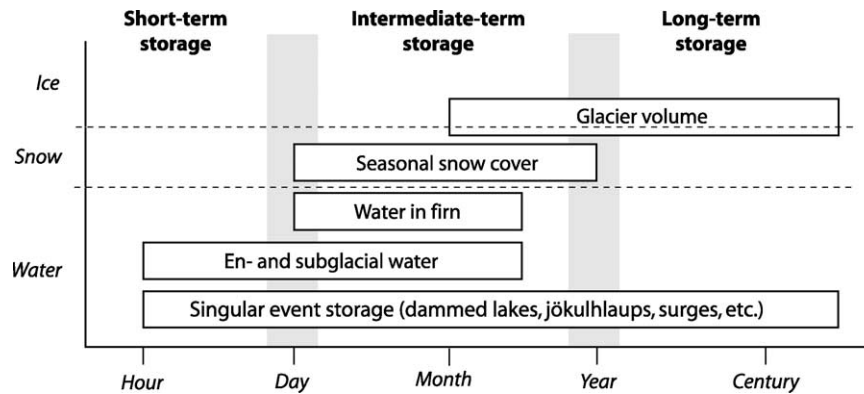 Short-term
storage
Intermediate-term
storage
Long-term
storage
Ice
Glacier volume
Snow
Seasonal snow cover
Water in firn
En- and subglacial water
Water
Singular event storage (dammed lakes, jökulhlaups, surges, etc.)
Hour
Day
Month
Year
Century